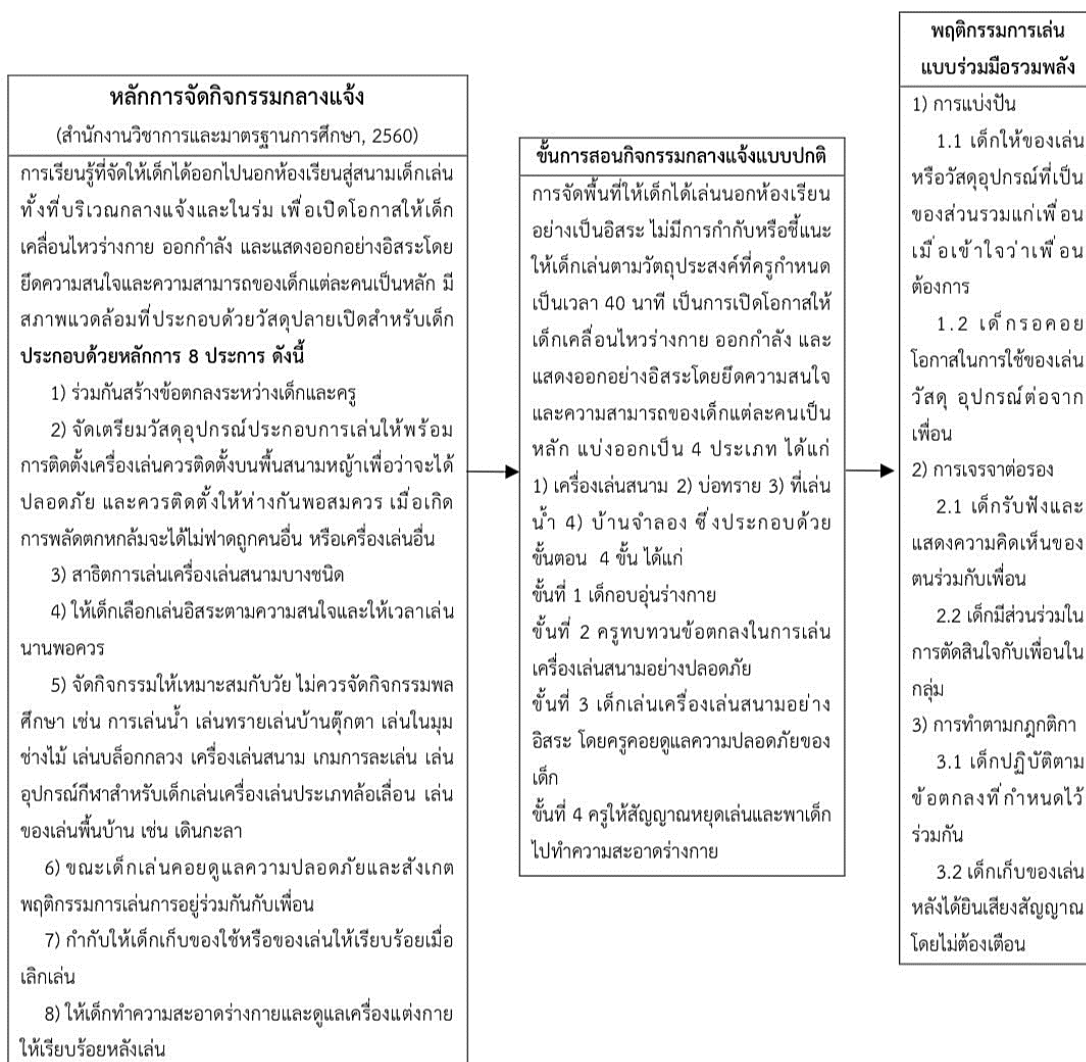 หลักการจัดกิจกรรมกลางแจ้ง
(สำนักงานวิชาการและมาตรฐานการศึกษา, 2560)
การเรียนรู้ที่จัดให้เด็กได้ออกไปนอกห้องเรียนสู่สนามเด็กเล่น
ทั้งที่บริเวณกลางแจ้งและในร่ม เพื่อเปิดโอกาสให้เด็ก
เคลื่อนไหวร่างกาย ออกกำลัง และแสดงออกอย่างอิสระโดย
ยึดความสนใจและความสามารถของเด็กแต่ละคนเป็นหลัก มี
สภาพแวดล้อมที่ประกอบด้วยวัสดุปลายเปิดสำหรับเด็ก
ประกอบด้วยหลักการ 8 ประการ ดังนี้
1) ร่วมกันสร้างข้อตกลงระหว่างเด็กและครู
2) จัดเตรียมวัสดุอุปกรณ์ประกอบการเล่นให้พร้อม
การติดตั้งเครื่องเล่นควรติดตั้งบนพื้นสนามหญ้าเพื่อว่าจะได้
ปลอดภัย และควรติดตั้งให้ห่างกันพอสมควร เมื่อเกิด
การพลัดตกหกล้มจะได้ไม่ฟาดถูกคนอื่น หรือเครื่องเล่นอื่น
3) สาธิตการเล่นเครื่องเล่นสนามบางชนิด
4) ให้เด็กเลือกเล่นอิสระตามความสนใจและให้เวลาเล่น
นานพอควร
5) จัดกิจกรรมให้เหมาะสมกับวัย ไม่ควรจัดกิจกรรมพล
ศึกษา เช่น การเล่นน้ำ เล่นทรายเล่นบ้านตุ๊กตา เล่นในมุม
ช่างไม้ เล่นบล็อกกลวง เครื่องเล่นสนาม เกมการละเล่น เล่น
อุปกรณ์กีฬาสำหรับเด็กเล่นเครื่องเล่นประเภทล้อเลื่อน เล่น
ของเล่นพื้นบ้าน เช่น เดินกะลา
6) ขณะเด็กเล่นคอยดูแลความปลอดภัยและสังเกต
พฤติกรรมการเล่นการอยู่ร่วมกันกับเพื่อน
7) กำกับให้เด็กเก็บของใช้หรือของเล่นให้เรียบร้อยเมื่อ
เลิกเล่น
8) ให้เด็กทำความสะอาดร่างกายและดูแลเครื่องแต่งกาย
ให้เรียบร้อยหลังเล่น
ขั้นการสอนกิจกรรมกลางแจ้งแบบปกติ
การจัดพื้นที่ให้เด็กได้เล่นนอกห้องเรียน
อย่างเป็นอิสระ ไม่มีการกำกับหรือชี้แนะ
ให้เด็กเล่นตามวัตถุประสงค์ที่ครูกำหนด
เป็นเวลา 40 นาที เป็นการเปิดโอกาสให้
เด็กเคลื่อนไหวร่างกาย ออกกำลัง และ
แสดงออกอย่างอิสระโดยยึดความสนใจ
และความสามารถของเด็กแต่ละคนเป็น
หลัก แบ่งออกเป็น 4 ประเภท ได้แก่
1) เครื่องเล่นสนาม 2) บ่อทราย 3) ที่เล่น
น้ำ 4) บ้านจำลอง ซึ่งประกอบด้วย
ขั้นตอน 4 ขั้น ได้แก่
ขั้นที่ 1 เด็กอบอุ่นร่างกาย
ขั้นที่ 2 ครูทบทวนข้อตกลงในการเล่น
เครื่องเล่นสนามอย่างปลอดภัย
ขั้นที่ 3 เด็กเล่นเครื่องเล่นสนามอย่าง
อิสระ โดยครูคอยดูแลความปลอดภัยของ
เด็ก
ขั้นที่ 4 ครูให้สัญญาณหยุดเล่นและพาเด็ก
ไปทำความสะอาดร่างกาย
พฤติกรรมการเล่น
แบบร่วมมือรวมพลัง
1) การแบ่งปัน
1.1 เด็กให้ของเล่น
หรือวัสดุอุปกรณ์ที่เป็น
ของส่วนรวมแก่เพื่อน
เมื่อเข้าใจว่าเพื่อน
ต้องการ
1.2 เด็กรอคอย
โอกาสในการใช้ของเล่น
วัสดุ อุปกรณ์ต่อจาก
เพื่อน
2) การเจรจาต่อรอง
2.1 เด็กรับฟังและ
แสดงความคิดเห็นของ
ตนร่วมกับเพื่อน
2.2 เด็กมีส่วนร่วมใน
การตัดสินใจกับเพื่อนใน
กลุ่ม
3) การทำตามกฎกติกา
3.1 เด็กปฏิบัติตาม
ข้อตกลงที่กำหนดไว้
ร่วมกัน
3.2 เด็กเก็บของเล่น
หลังได้ยินเสียงสัญญาณ
โดยไม่ต้องเตือน